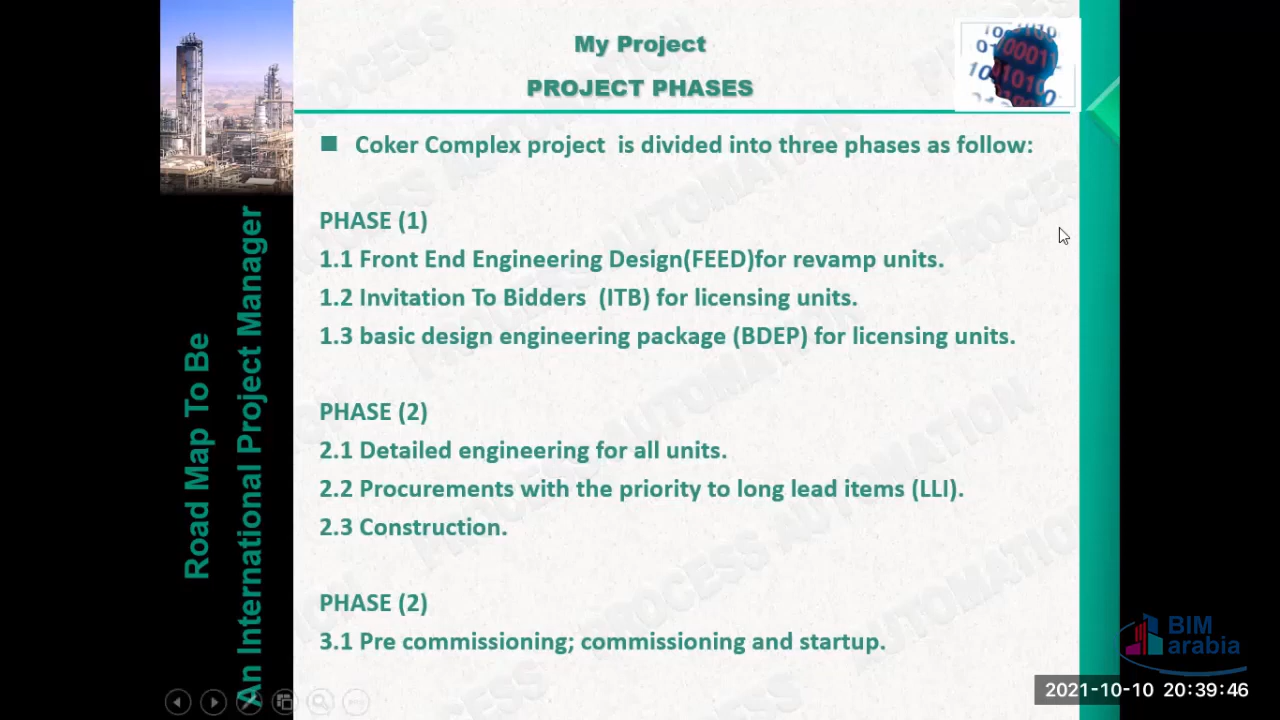 My Project
PROJECT PHASES
Coker Complex project is divided into three phases as follow:
PHASE (1)
1.1 Front End Engineering Design(FEED)for revamp units.
1.2 Invitation To Bidders (ITB) for licensing units.
1.3 basic design engineering package (BDEP) for licensing units.
PHASE (2)
2.1 Detailed engineering for all units.
2.2 Procurements with the priority to long lead items (LLI).
2.3 Construction.
PHASE (2)
3.1 Pre commissioning; commissioning and startup.
Road Map To Be
An International Project Manager
BIM
arabia
2021-10-10 20:39:46
PROCESS AUTOMATION